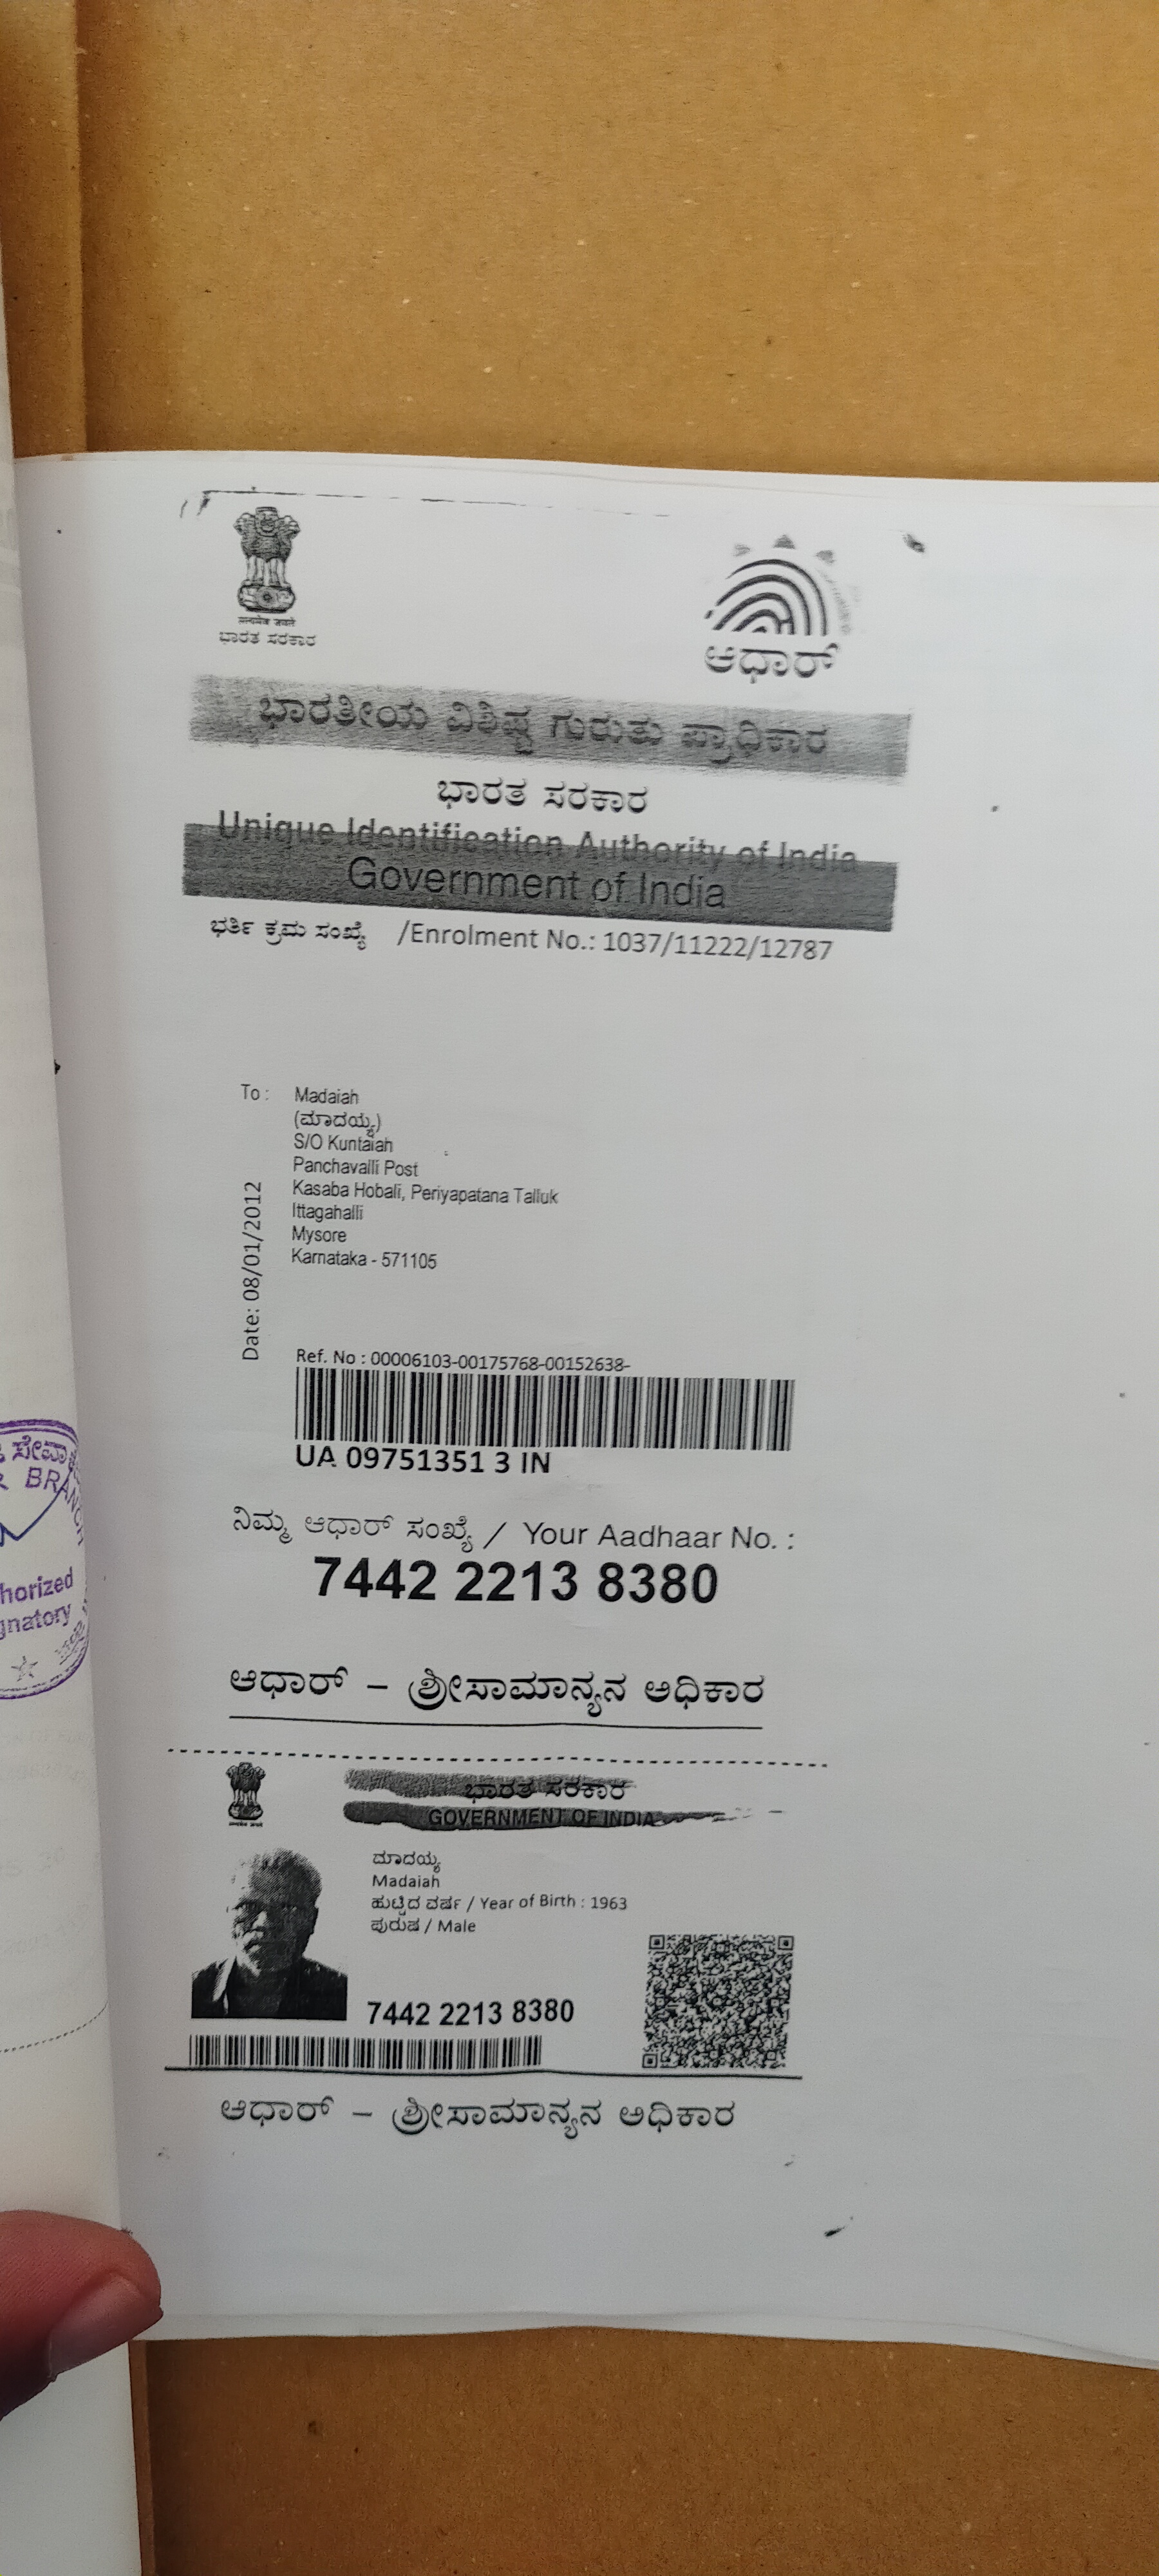 सत्यमेव जयते
ಭಾರತ ಸರಕಾರ
ಆಧಾರ್
ಭಾರತೀಯ ವಿಶಿಷ್ಟ ಗುರುತು ಪ್ರಾಧಿಕಾರ
ಭಾರತ ಸರಕಾರ
Unique Identification Authority of India
Government of India
ಭರ್ತಿ ಕ್ರಮ ಸಂಖ್ಯೆ /Enrolment No.: 1037/11222/12787
To : Madaiah
(ಮಾದಯ್ಯ)
S/O Kuntaiah
Panchavalli Post
Kasaba Hobali, Periyapatana Talluk
Ittagahalli
Mysore
Karnataka - 571105
Date: 08/01/2012
Ref. No : 00006103-00175768-00152638-
UA 09751351 3 IN
ನಿಮ್ಮ ಆಧಾರ್ ಸಂಖ್ಯೆ / Your Aadhaar No. :
7442 2213 8380
ಆಧಾರ್ – ಶ್ರೀಸಾಮಾನ್ಯನ ಅಧಿಕಾರ
ಭಾರತ ಸರಕಾರ
GOVERNMENT OF INDIA
ಮಾದಯ್ಯ
Madaiah
ಹುಟ್ಟಿದ ವರ್ಷ / Year of Birth : 1963
ಪುರುಷ / Male
7442 2213 8380
ಆಧಾರ್ – ಶ್ರೀಸಾಮಾನ್ಯನ ಅಧಿಕಾರ
ಸೇವಾ
BRANCH
horized
gnatory